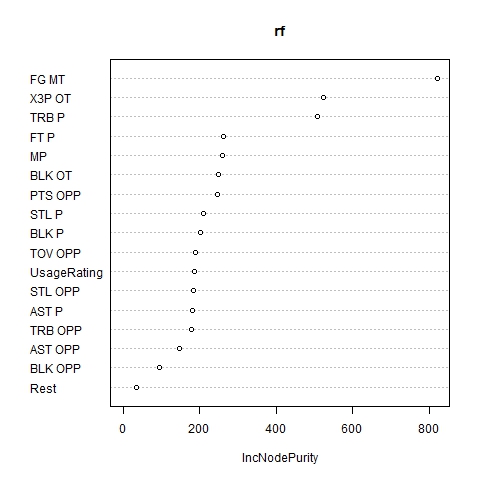 rf
FG MT
X3P OT
TRB P
FT P
MP
BLK OT
PTS OPP
STL P
BLK P
TOV OPP
UsageRating
STL OPP
AST P
TRB OPP
AST OPP
BLK OPP
Rest
0 200 400 600 800
IncNodePurity